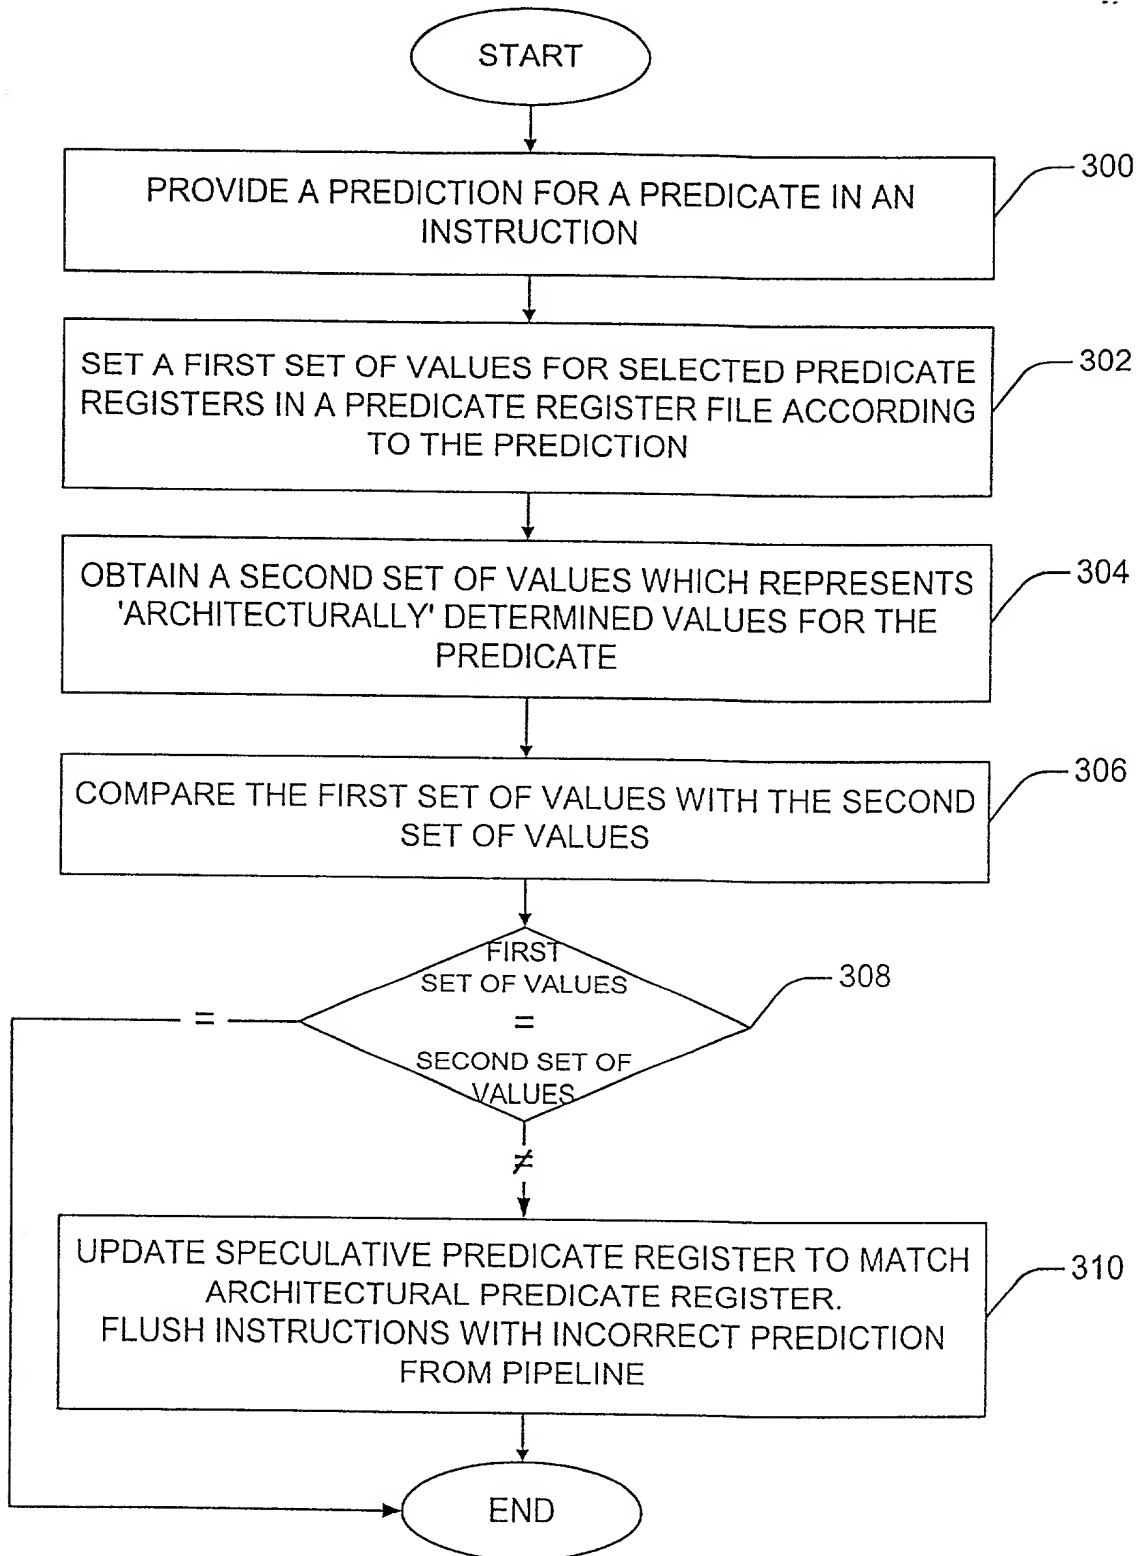 START
PROVIDE A PREDICTION FOR A PREDICATE IN AN
INSTRUCTION
300
SET A FIRST SET OF VALUES FOR SELECTED PREDICATE
REGISTERS IN A PREDICATE REGISTER FILE ACCORDING
TO THE PREDICTION
302
OBTAIN A SECOND SET OF VALUES WHICH REPRESENTS
'ARCHITECTURALLY' DETERMINED VALUES FOR THE
PREDICATE
304
COMPARE THE FIRST SET OF VALUES WITH THE SECOND
SET OF VALUES
306
FIRST
SET OF VALUES
=
SECOND SET OF
VALUES
308
=
≠
UPDATE SPECULATIVE PREDICATE REGISTER TO MATCH
ARCHITECTURAL PREDICATE REGISTER.
FLUSH INSTRUCTIONS WITH INCORRECT PREDICTION
FROM PIPELINE
310
END